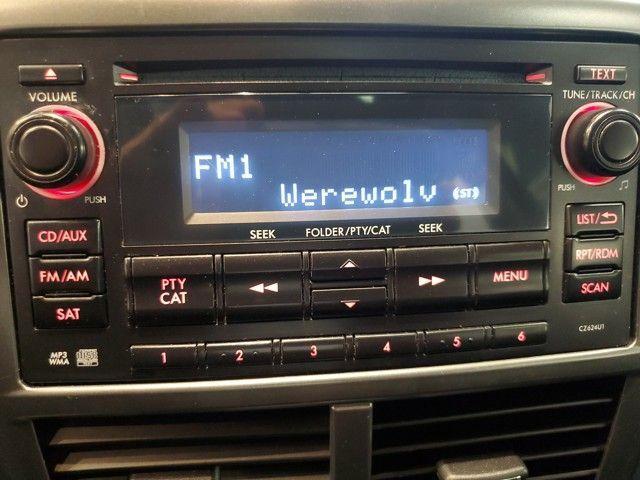 TEXT
VOLUME
TUNE/TRACK/CH
FM1
Werewolv (ST)
PUSH
PUSH
SEEK FOLDER/PTY/CAT SEEK
CD/AUX
LIST/
FM/AM
PTY CAT
MENU
RPT/RDM
SAT
SCAN
CZ624U1
MP3
WMA
1 2 3 4 5 6